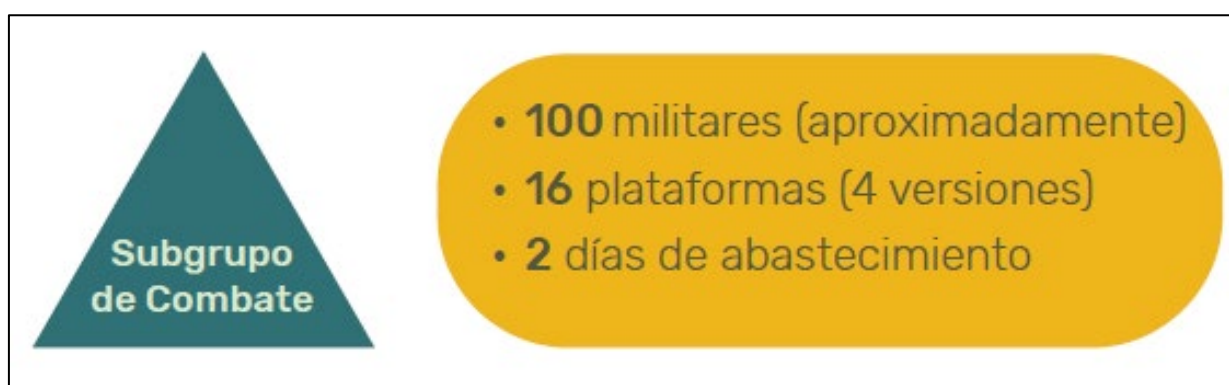 Subgrupo
de Combate
• 100 militares (aproximadamente)
• 16 plataformas (4 versiones)
• 2 días de abastecimiento